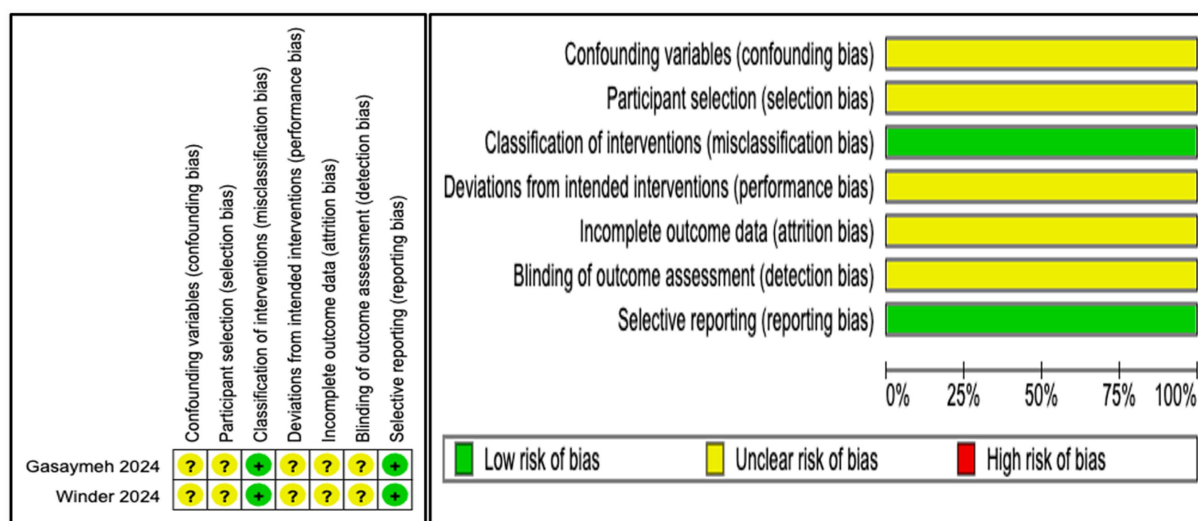 Confounding variables (confounding bias)
Participant selection (selection bias)
Classification of interventions (misclassification bias)
Deviations from intended interventions (performance bias)
Incomplete outcome data (attrition bias)
Blinding of outcome assessment (detection bias)
Selective reporting (reporting bias)
Gasaymeh 2024 ? ? + ? ? ? +
Winder 2024 ? ? + ? ? ? +
Confounding variables (confounding bias)
Participant selection (selection bias)
Classification of interventions (misclassification bias)
Deviations from intended interventions (performance bias)
Incomplete outcome data (attrition bias)
Blinding of outcome assessment (detection bias)
Selective reporting (reporting bias)
0% 25% 50% 75% 100%
Low risk of bias Unclear risk of bias High risk of bias